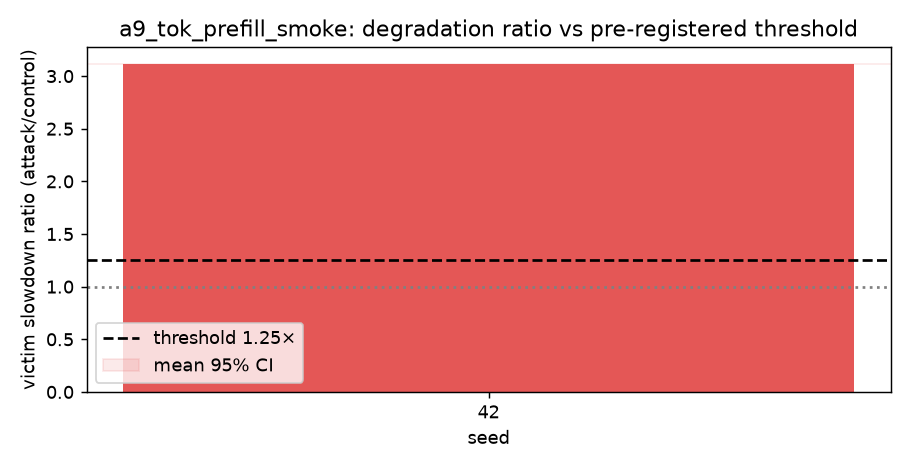 a9_tok_prefill_smoke: degradation ratio vs pre-registered threshold
victim slowdown ratio (attack/control)
3.0
2.5
2.0
1.5
1.0
0.5
0.0
threshold 1.25×
mean 95% CI
42
seed